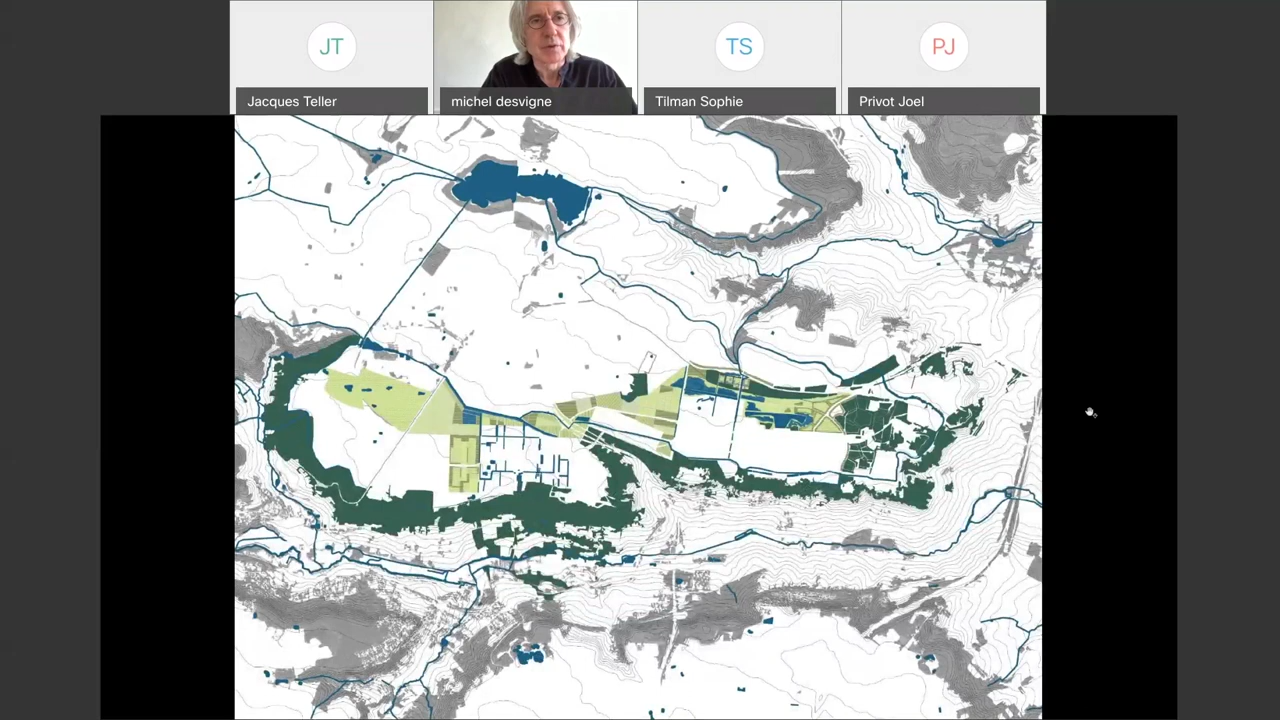 JT
TS
PJ
Jacques Teller
michel desvigne
Tilman Sophie
Privot Joel